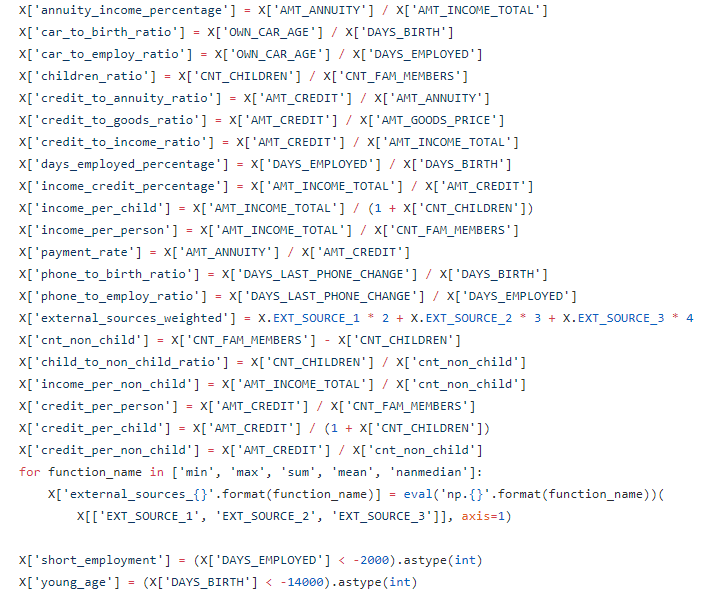 X['annuity_income_percentage'] = X['AMT_ANNUITY'] / X['AMT_INCOME_TOTAL']
X['car_to_birth_ratio'] = X['OWN_CAR_AGE'] / X['DAYS_BIRTH']
X['car_to_employ_ratio'] = X['OWN_CAR_AGE'] / X['DAYS_EMPLOYED']
X['children_ratio'] = X['CNT_CHILDREN'] / X['CNT_FAM_MEMBERS']
X['credit_to_annuity_ratio'] = X['AMT_CREDIT'] / X['AMT_ANNUITY']
X['credit_to_goods_ratio'] = X['AMT_CREDIT'] / X['AMT_GOODS_PRICE']
X['credit_to_income_ratio'] = X['AMT_CREDIT'] / X['AMT_INCOME_TOTAL']
X['days_employed_percentage'] = X['DAYS_EMPLOYED'] / X['DAYS_BIRTH']
X['income_credit_percentage'] = X['AMT_INCOME_TOTAL'] / X['AMT_CREDIT']
X['income_per_child'] = X['AMT_INCOME_TOTAL'] / (1 + X['CNT_CHILDREN'])
X['income_per_person'] = X['AMT_INCOME_TOTAL'] / X['CNT_FAM_MEMBERS']
X['payment_rate'] = X['AMT_ANNUITY'] / X['AMT_CREDIT']
X['phone_to_birth_ratio'] = X['DAYS_LAST_PHONE_CHANGE'] / X['DAYS_BIRTH']
X['phone_to_employ_ratio'] = X['DAYS_LAST_PHONE_CHANGE'] / X['DAYS_EMPLOYED']
X['external_sources_weighted'] = X.EXT_SOURCE_1 * 2 + X.EXT_SOURCE_2 * 3 + X.EXT_SOURCE_3 * 4
X['cnt_non_child'] = X['CNT_FAM_MEMBERS'] - X['CNT_CHILDREN']
X['child_to_non_child_ratio'] = X['CNT_CHILDREN'] / X['cnt_non_child']
X['income_per_non_child'] = X['AMT_INCOME_TOTAL'] / X['cnt_non_child']
X['credit_per_person'] = X['AMT_CREDIT'] / X['CNT_FAM_MEMBERS']
X['credit_per_child'] = X['AMT_CREDIT'] / (1 + X['CNT_CHILDREN'])
X['credit_per_non_child'] = X['AMT_CREDIT'] / X['cnt_non_child']
for function_name in ['min', 'max', 'sum', 'mean', 'nanmedian']:
    X['external_sources_{}'.format(function_name)] = eval('np.{}'.format(function_name))(
        X[['EXT_SOURCE_1', 'EXT_SOURCE_2', 'EXT_SOURCE_3']], axis=1)
X['short_employment'] = (X['DAYS_EMPLOYED'] < -2000).astype(int)
X['young_age'] = (X['DAYS_BIRTH'] < -14000).astype(int)